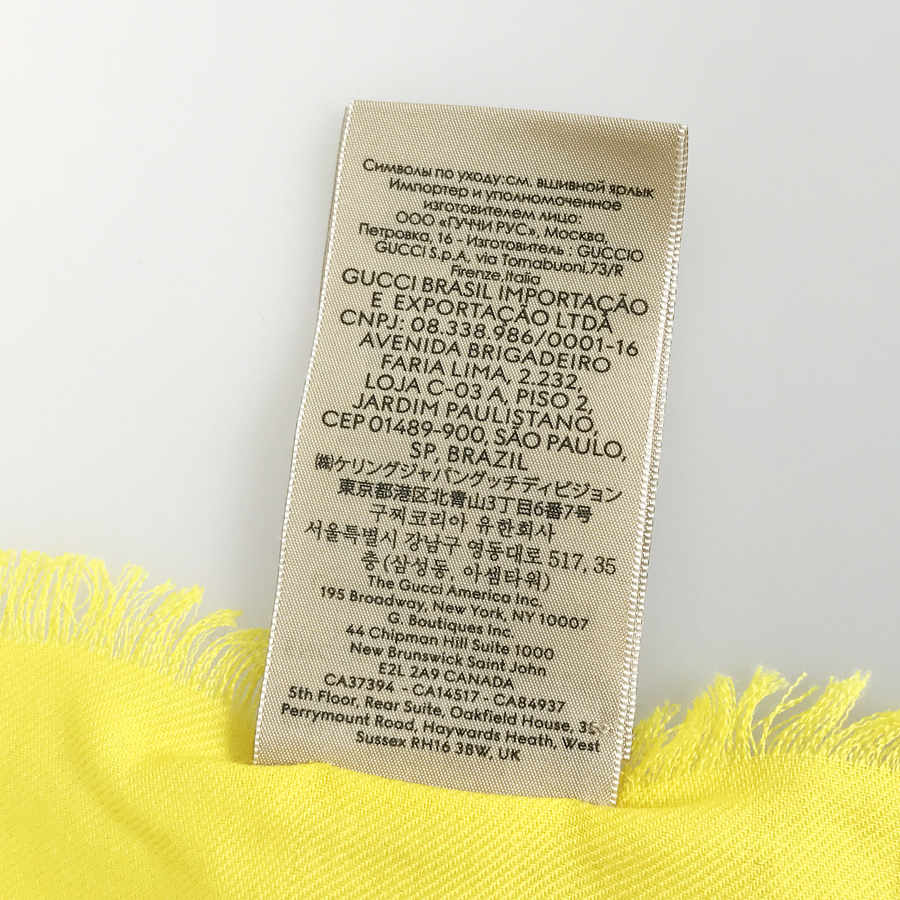 Символы по уходу:см. вшивной ярлык
Импортер и уполномоченное
изготовителем лицо:
ООО «ГУЧЧИ РУС», Москва,
Петровка, 16 - Изготовитель : GUCCIO
GUCCI S.p.A. via Tornabuoni,73/R
Firenze,Italia
GUCCI BRASIL IMPORTAÇÃO
E EXPORTAÇÃO LTDA
CNPJ: 08.338.986/0001-16
AVENIDA BRIGADEIRO
FARIA LIMA, 2.232,
LOJA C-03 A, PISO 2,
JARDIM PAULISTANO,
CEP 01489-900, SÃO PAULO,
SP, BRAZIL
㈱ケリングジャパングッチディビジョン
東京都港区北青山3丁目6番7号
구찌코리아 유한회사
서울특별시 강남구 영동대로 517, 35
층(삼성동, 아셈타워)
The Gucci America Inc.
195 Broadway, New York, NY 10007
G. Boutiques Inc.
44 Chipman Hill Suite 1000
New Brunswick Saint John
E2L 2A9 CANADA
CA37394 - CA14517 - CA84937
5th Floor, Rear Suite, Oakfield House,
Perrymount Road, Haywards Heath, West
Sussex RH16 3BW, UK